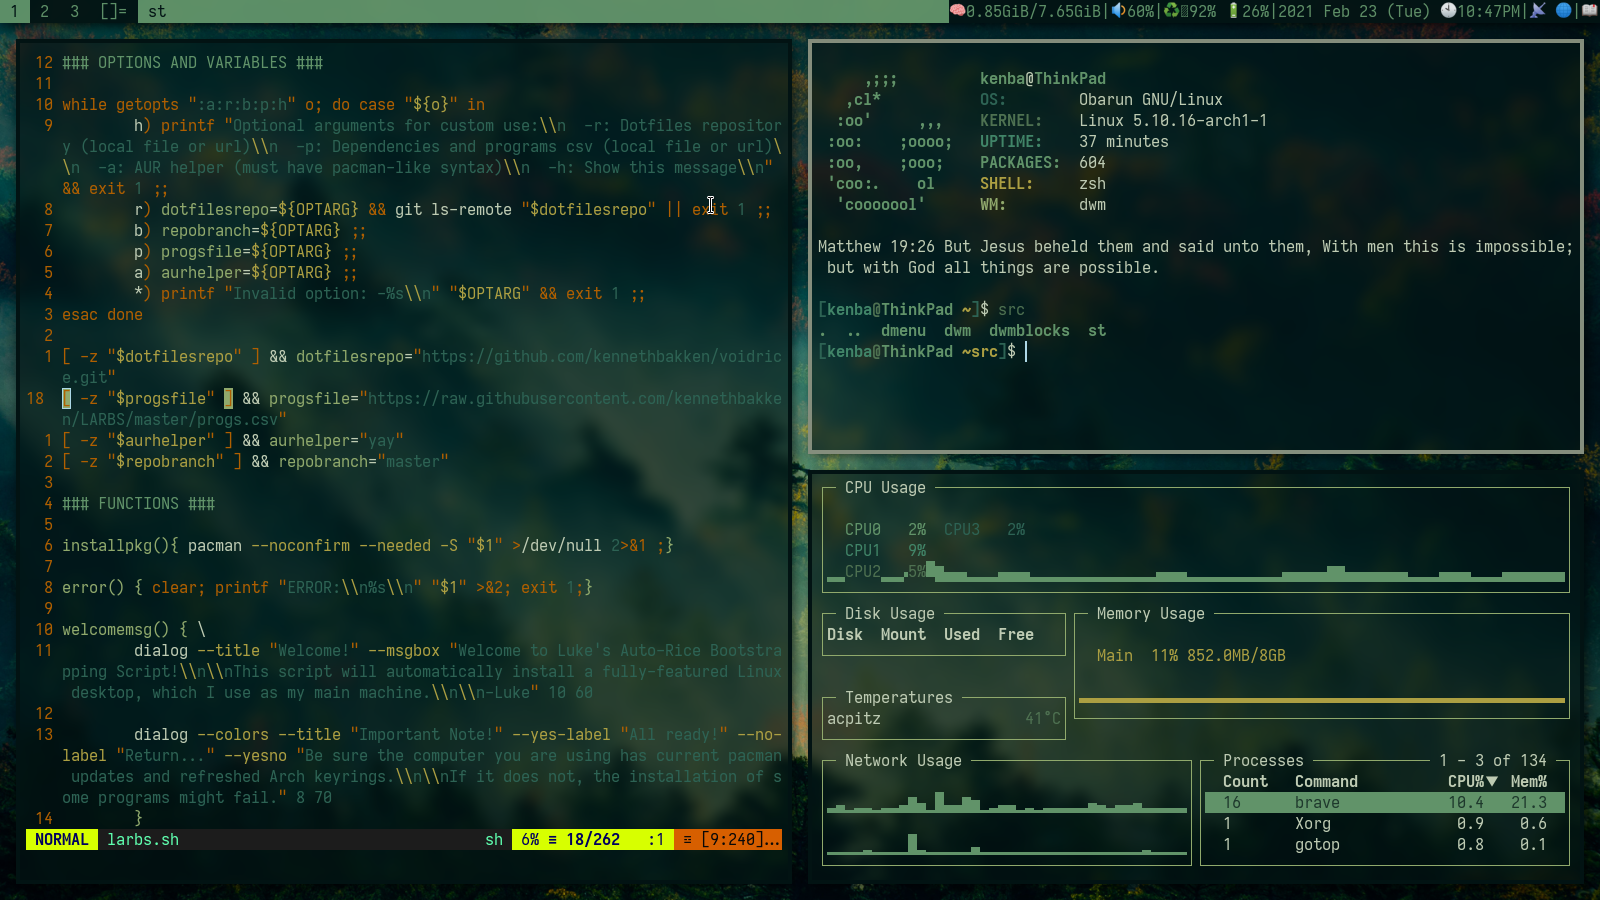 1 2 3 []= st 0.85GiB/7.65GiB| 60%| 92% 26%|2021 Feb 23 (Tue) 10:47PM|
12 ### OPTIONS AND VARIABLES ###
11
10 while getopts ":a:r:b:p:h" o; do case "${o}" in
9 h) printf "Optional arguments for custom use:\\n  -r: Dotfiles repositor
y (local file or url)\\n  -p: Dependencies and programs csv (local file or url)\
\n  -a: AUR helper (must have pacman-like syntax)\\n  -h: Show this message\\n"
&& exit 1 ;;
8 r) dotfilesrepo=${OPTARG} && git ls-remote "$dotfilesrepo" || exit 1 ;;
7 b) repobranch=${OPTARG} ;;
6 p) progsfile=${OPTARG} ;;
5 a) aurhelper=${OPTARG} ;;
4 *) printf "Invalid option: -%s\\n" "$OPTARG" && exit 1 ;;
3 esac done
2
1 [ -z "$dotfilesrepo" ] && dotfilesrepo="https://github.com/kennethbakken/voidric
e.git"
18 [ -z "$progsfile" ] && progsfile="https://raw.githubusercontent.com/kennethbakke
n/LARBS/master/progs.csv"
1 [ -z "$aurhelper" ] && aurhelper="yay"
2 [ -z "$repobranch" ] && repobranch="master"
3
4 ### FUNCTIONS ###
5
6 installpkg(){ pacman --noconfirm --needed -S "$1" >/dev/null 2>&1 ;}
7
8 error() { clear; printf "ERROR:\\n%s\\n" "$1" >&2; exit 1;}
9
10 welcomemsg() { \
11 dialog --title "Welcome!" --msgbox "Welcome to Luke's Auto-Rice Bootstra
pping Script!\\n\\nThis script will automatically install a fully-featured Linux
desktop, which I use as my main machine.\\n\\n-Luke" 10 60
12
13 dialog --colors --title "Important Note!" --yes-label "All ready!" --no-
label "Return..." --yesno "Be sure the computer you are using has current pacman
updates and refreshed Arch keyrings.\\n\\nIf it does not, the installation of s
ome programs might fail." 8 70
14 }
NORMAL larbs.sh sh 6% ≡ 18/262 :1 ≡ [9:240]…
,;;; kenba@ThinkPad
,cl* OS: Obarun GNU/Linux
:oo' ,,, KERNEL: Linux 5.10.16-arch1-1
:oo: ;oooo; UPTIME: 37 minutes
:oo, ;ooo; PACKAGES: 604
'coo:. ol SHELL: zsh
'cooooool' WM: dwm
Matthew 19:26 But Jesus beheld them and said unto them, With men this is impossible;
but with God all things are possible.
[kenba@ThinkPad ~]$ src
. .. dmenu dwm dwmblocks st
[kenba@ThinkPad ~src]$
CPU Usage
CPU0 2% CPU3 2%
CPU1 9%
CPU2 5%
Disk Usage
Disk Mount Used Free
Memory Usage
Main 11% 852.0MB/8GB
Temperatures
acpitz 41°C
Network Usage
Processes 1 - 3 of 134
Count Command CPU%▼ Mem%
16 brave 10.4 21.3
1 Xorg 0.9 0.6
1 gotop 0.8 0.1